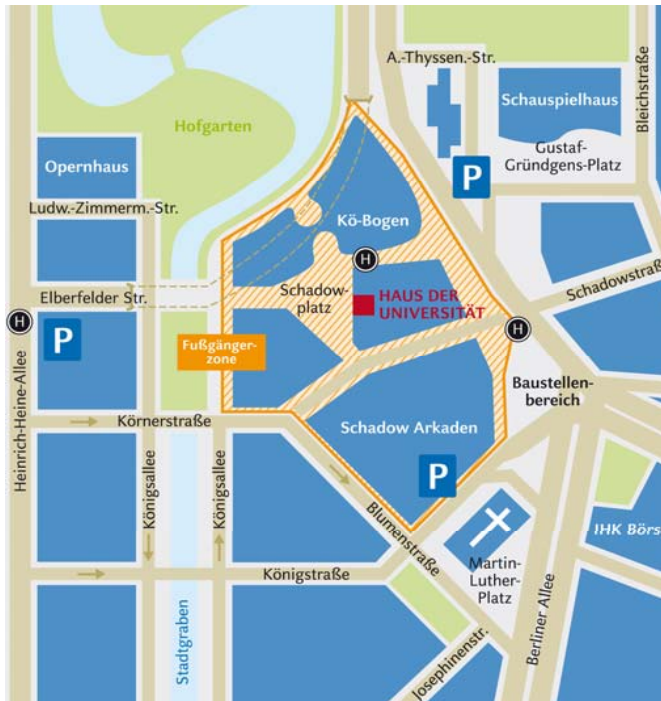 A.-Thyssen.-Str.
Bleichstraße
Schauspielhaus
Hofgarten
Gustaf-
Gründgens-Platz
Opernhaus
P
Ludw.-Zimmerm.-Str.
Kö-Bogen
H
Schadowstraße
Elberfelder Str.
Schadow-
platz
HAUS DER
UNIVERSITÄT
H
H
P
Fußgänger-
zone
Baustellen-
bereich
Heinrich-Heine-Allee
Körnerstraße
Schadow Arkaden
P
Königsallee
Königsallee
Blumenstraße
IHK Börs
Königstraße
Martin-
Luther-
Platz
Stadtgraben
Berliner Allee
Josephinenstr.